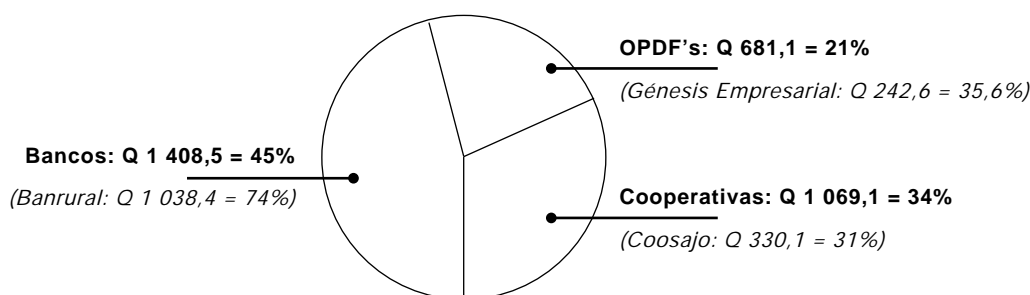 OPDF's: Q 681,1 = 21%
(Génesis Empresarial: Q 242,6 = 35,6%)
Bancos: Q 1 408,5 = 45%
(Banrural: Q 1 038,4 = 74%)
Cooperativas: Q 1 069,1 = 34%
(Coosajo: Q 330,1 = 31%)